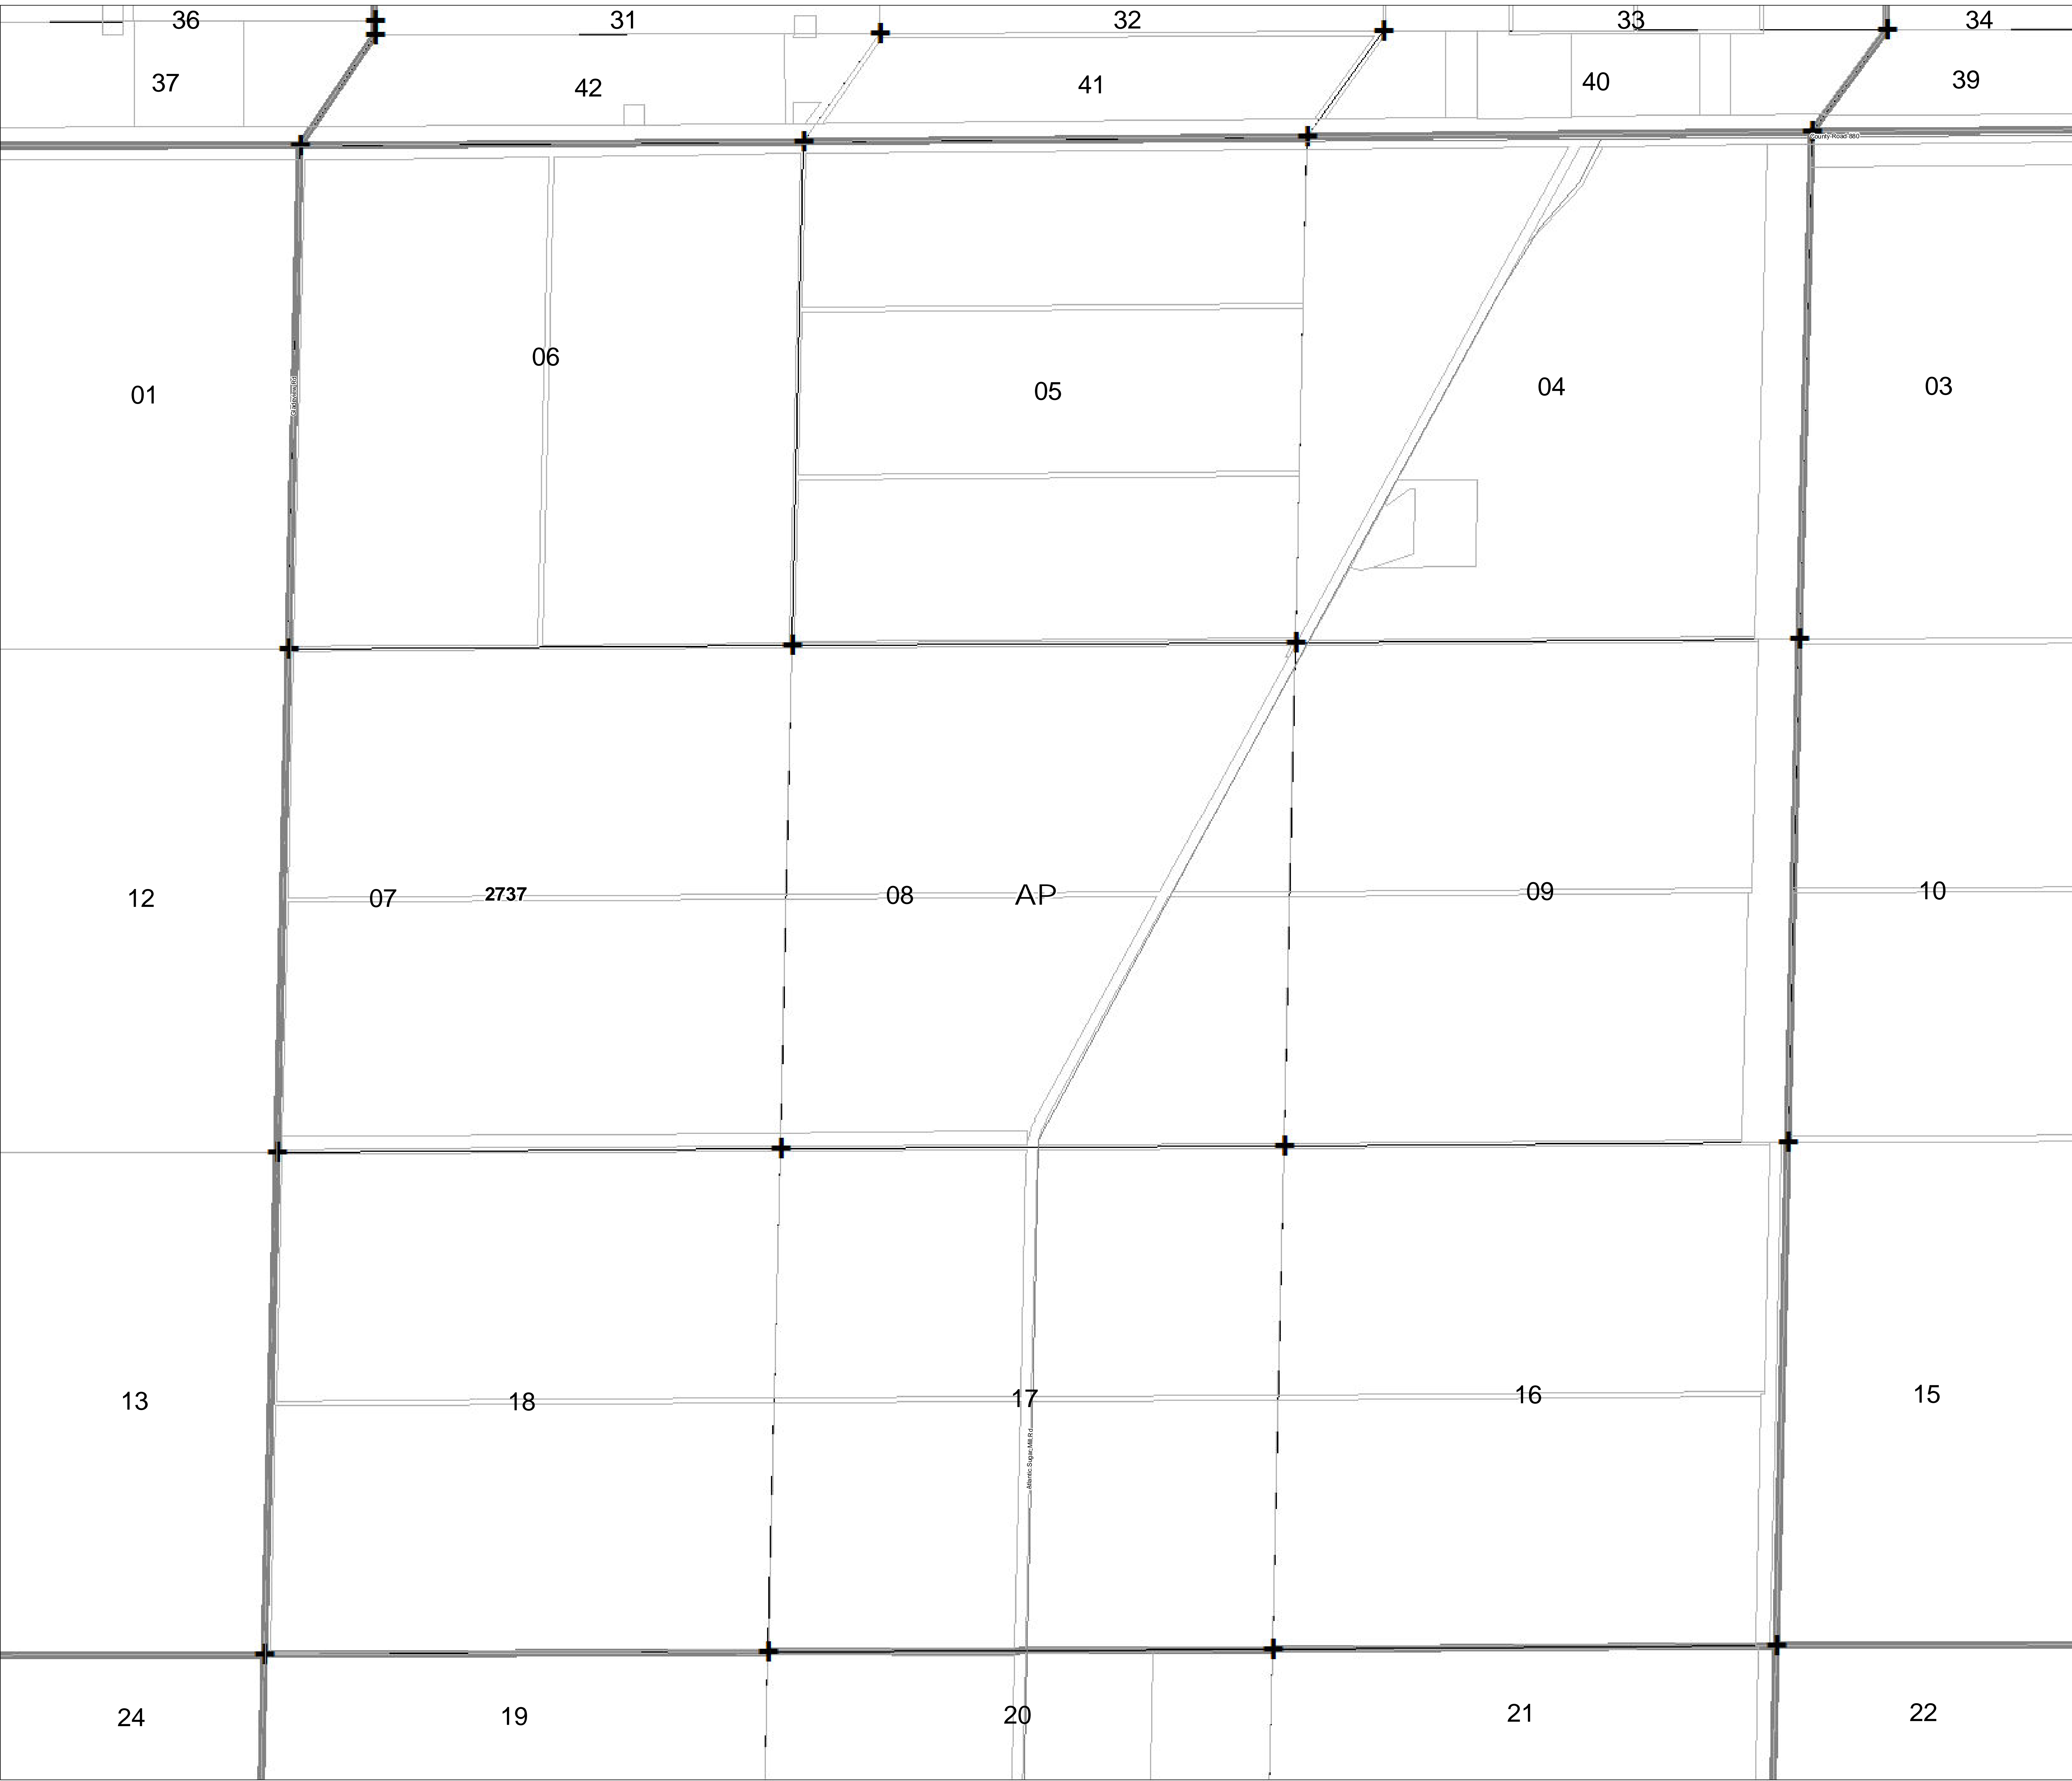 36 31 32 33 34
37 42 41 40 39
County Road 880
01 06 05 04 03
12 07 2737 08 AP 09 10
13 18 17 16 15
Atlantic Sugar Mill Rd
24 19 20 21 22